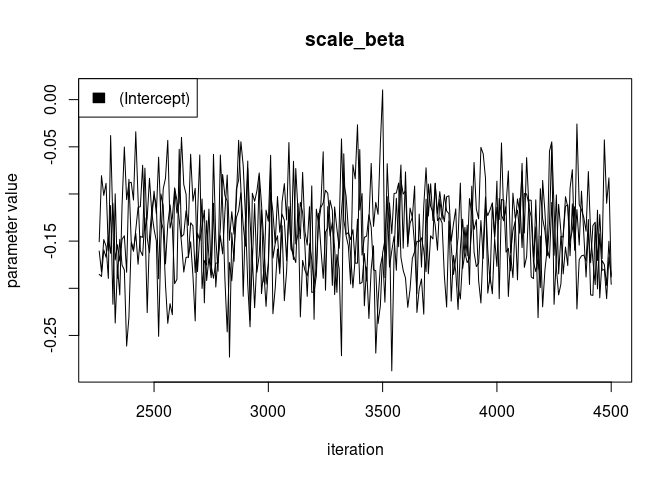 scale_beta
(Intercept)
parameter value
0.00
-0.05
-0.15
-0.25
2500 3000 3500 4000 4500
iteration